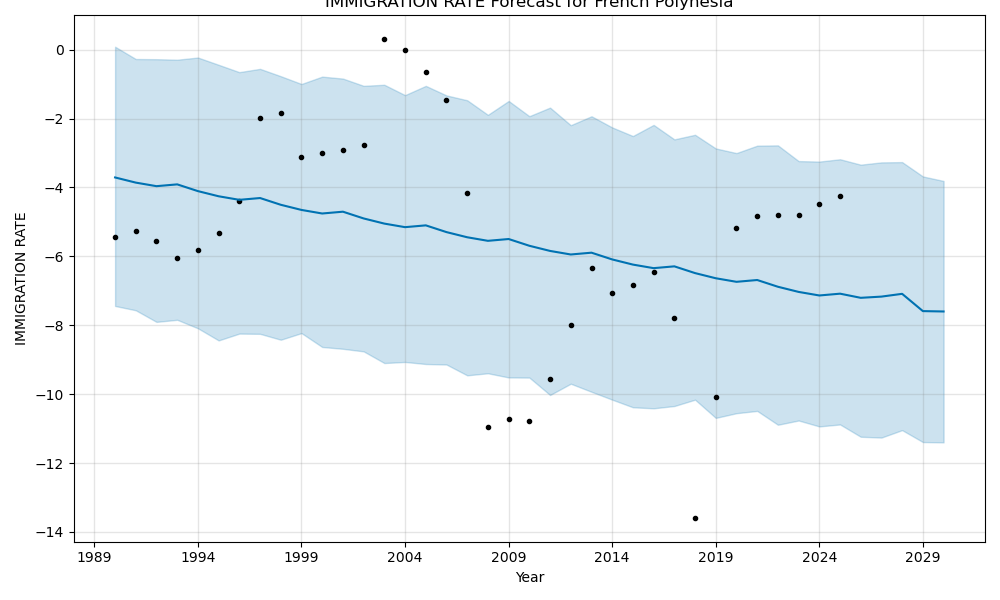 IMMIGRATION RATE Forecast for French Polynesia
IMMIGRATION RATE
0
−2
−4
−6
−8
−10
−12
−14
1989 1994 1999 2004 2009 2014 2019 2024 2029
Year